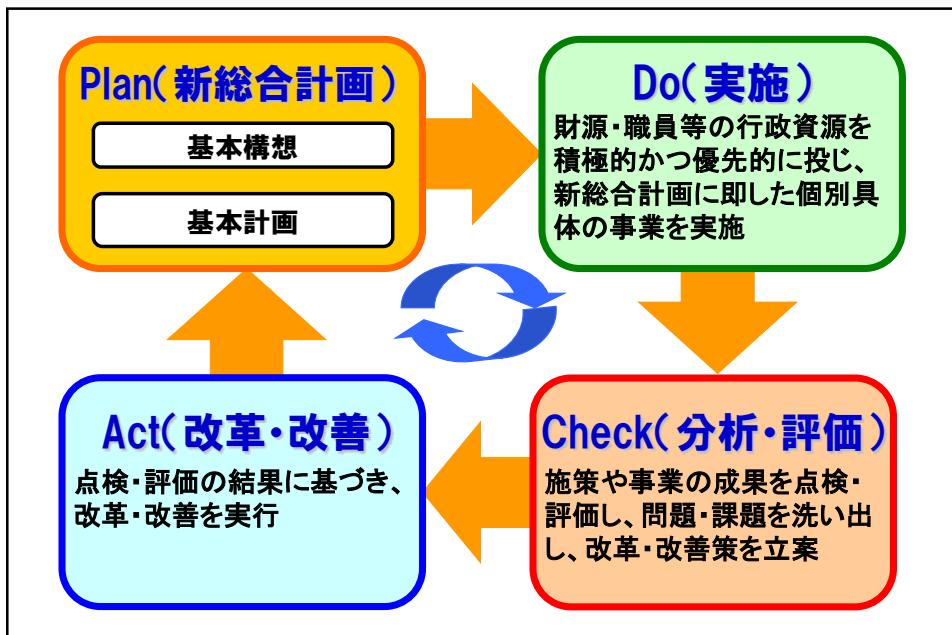 Plan(新総合計画)
基本構想
基本計画
Do(実施)
財源・職員等の行政資源を
積極的かつ優先的に投じ、
新総合計画に即した個別具
体の事業を実施
Check(分析・評価)
施策や事業の成果を点検・
評価し、問題・課題を洗い出
し、改革・改善策を立案
Act(改革・改善)
点検・評価の結果に基づき、
改革・改善を実行